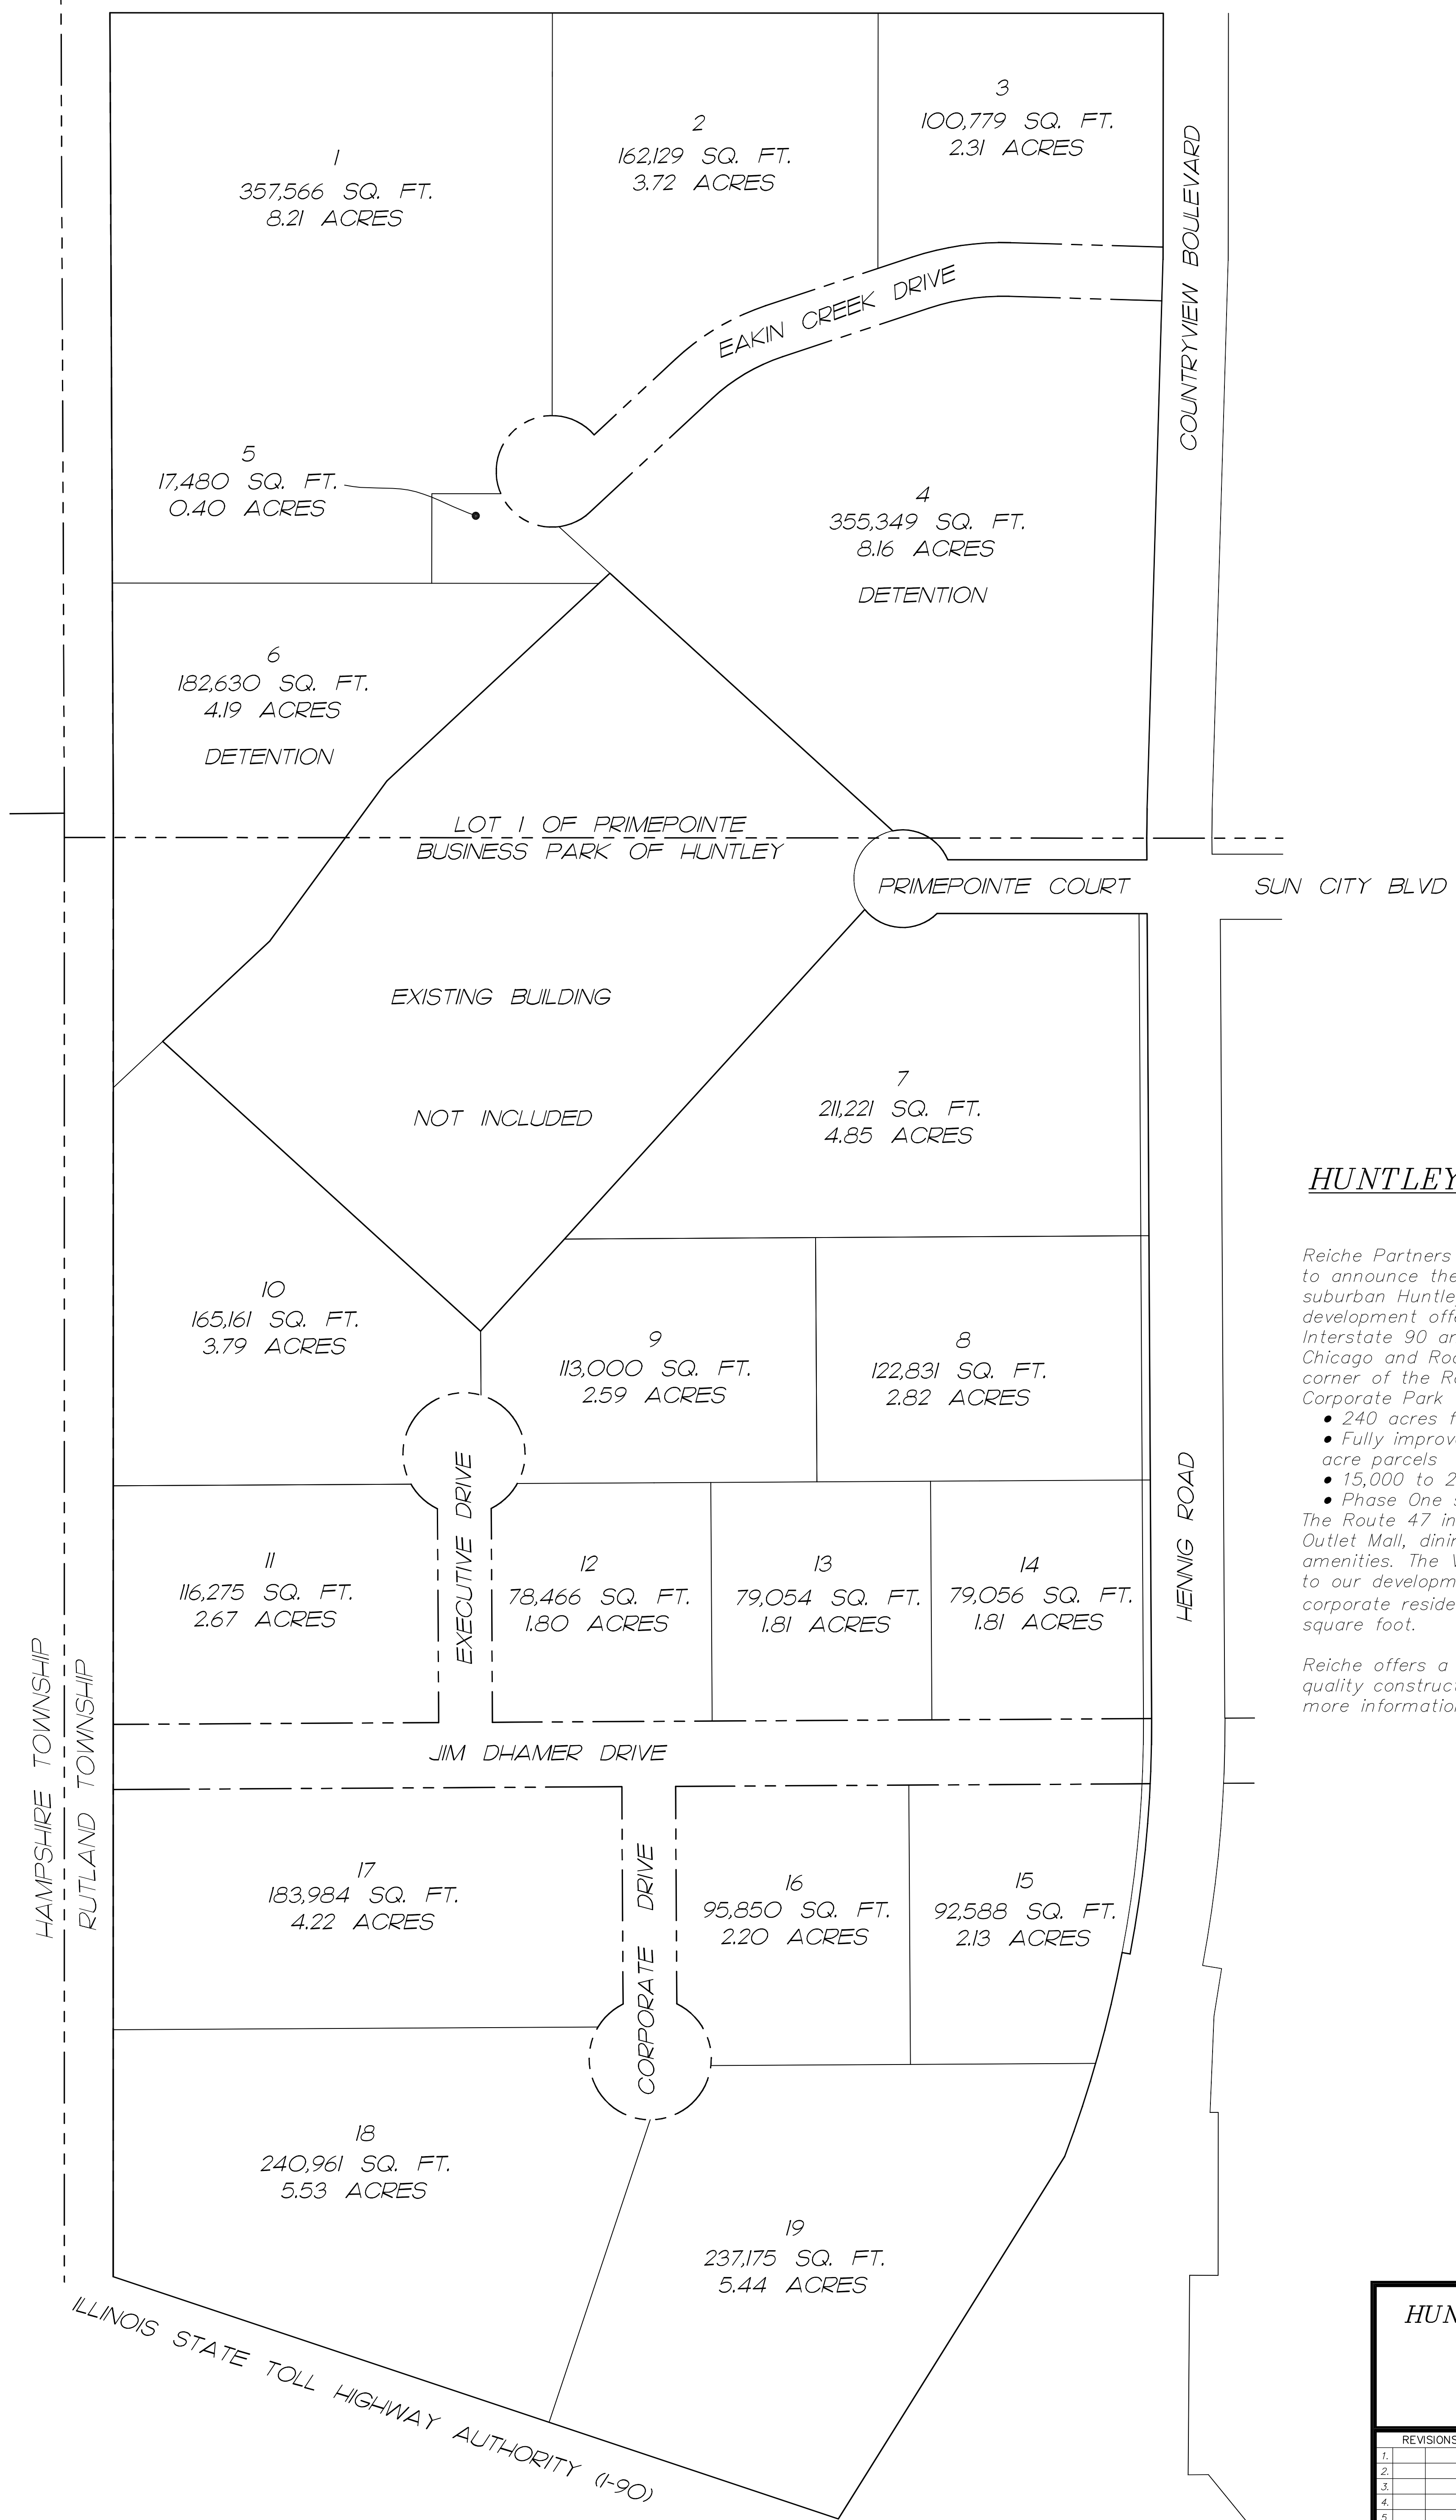 1
357,566 SQ. FT.
8.21 ACRES
2
162,129 SQ. FT.
3.72 ACRES
3
100,779 SQ. FT.
2.31 ACRES
COUNTRYVIEW BOULEVARD
EAKIN CREEK DRIVE
5
17,480 SQ. FT.
0.40 ACRES
4
355,349 SQ. FT.
8.16 ACRES
DETENTION
6
182,630 SQ. FT.
4.19 ACRES
DETENTION
LOT 1 OF PRIMEPOINTE
BUSINESS PARK OF HUNTLEY
PRIMEPOINTE COURT
SUN CITY BLVD
EXISTING BUILDING
NOT INCLUDED
7
211,221 SQ. FT.
4.85 ACRES
10
165,161 SQ. FT.
3.79 ACRES
9
113,000 SQ. FT.
2.59 ACRES
8
122,831 SQ. FT.
2.82 ACRES
EXECUTIVE DRIVE
HENNIG ROAD
11
116,275 SQ. FT.
2.67 ACRES
12
78,466 SQ. FT.
1.80 ACRES
13
79,054 SQ. FT.
1.81 ACRES
14
79,056 SQ. FT.
1.81 ACRES
HAMPSHIRE TOWNSHIP
RUTLAND TOWNSHIP
JIM DHAMER DRIVE
17
183,984 SQ. FT.
4.22 ACRES
CORPORATE DRIVE
16
95,850 SQ. FT.
2.20 ACRES
15
92,588 SQ. FT.
2.13 ACRES
18
240,961 SQ. FT.
5.53 ACRES
19
237,175 SQ. FT.
5.44 ACRES
ILLINOIS STATE TOLL HIGHWAY AUTHORITY (I-90)
HUNTLEY
Reiche Partners
to announce the
suburban Huntle
development offe
Interstate 90 an
Chicago and Roc
corner of the Ro
Corporate Park
• 240 acres f
• Fully improv
acre parcels
• 15,000 to 2
• Phase One s
The Route 47 in
Outlet Mall, dinin
amenities. The V
to our developm
corporate reside
square foot.
Reiche offers a
quality construct
more information
HUN
REVISIONS
1.
2.
3.
4.
5.